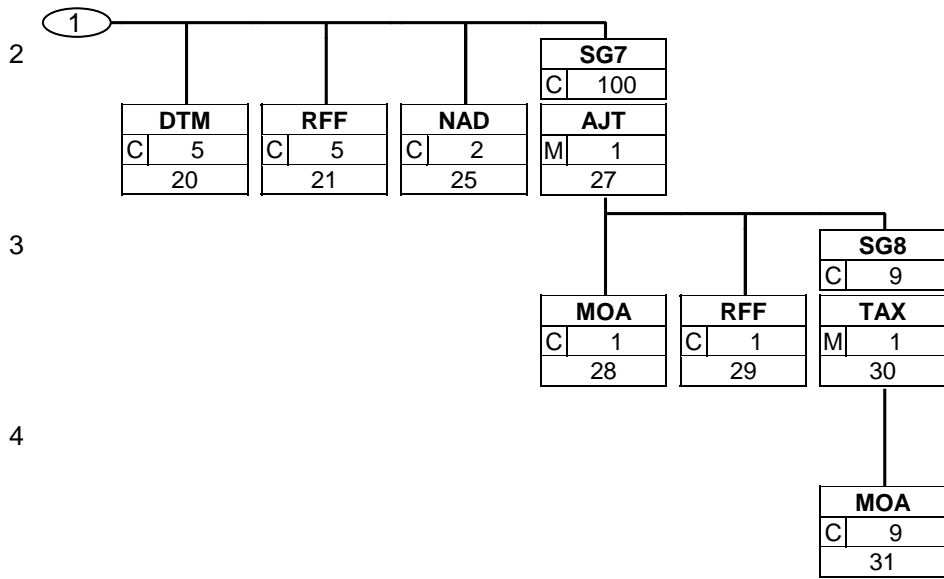 1
2
SG7
C 100
DTM RFF NAD AJT
C 5 C 5 C 2 M 1
20 21 25 27
3
SG8
C 9
MOA RFF TAX
C 1 C 1 M 1
28 29 30
4
MOA
C 9
31